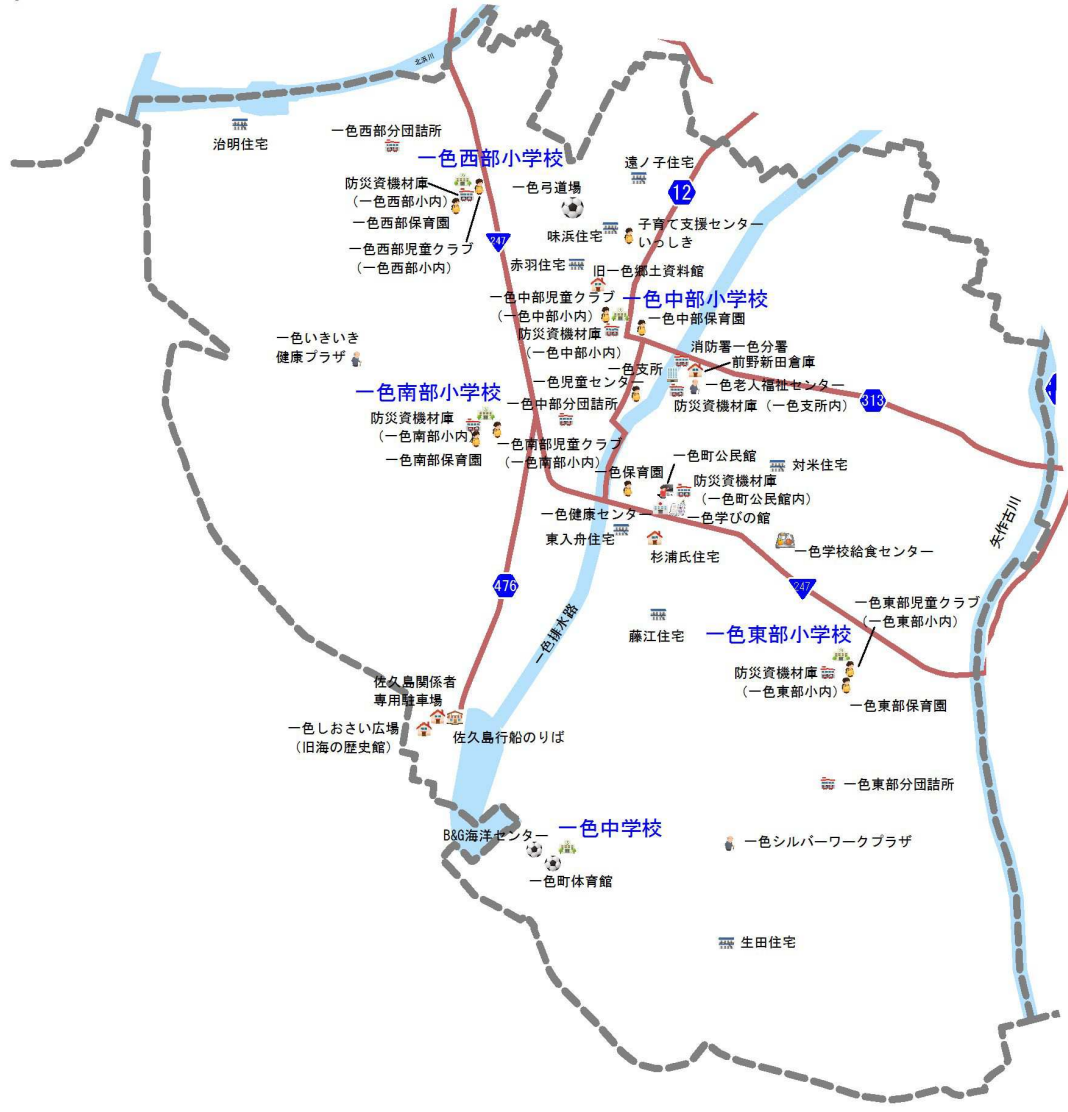 北浜川
治明住宅
一色西部分団詰所
一色西部小学校
防災資機材庫
（一色西部小内）
一色西部保育園
一色西部児童クラブ
（一色西部小内）
一色弓道場
遠ノ子住宅
12
247
味浜住宅
子育て支援センター
いっしき
赤羽住宅
旧一色郷土資料館
一色中部児童クラブ
（一色中部小内）
一色中部小学校
防災資機材庫
（一色中部小内）
一色中部保育園
消防署一色分署
前野新田倉庫
一色いきいき
健康プラザ
一色支所
一色児童センター
一色老人福祉センター
防災資機材庫（一色支所内）
313
一色南部小学校
防災資機材庫
（一色南部小内）
一色南部保育園
一色中部分団詰所
一色南部児童クラブ
（一色南部小内）
一色町公民館
一色保育園
対米住宅
防災資機材庫
（一色町公民館内）
一色健康センター
一色学びの館
東入舟住宅
杉浦氏住宅
一色学校給食センター
矢作古川
476
247
一色排水路
藤江住宅
一色東部小学校
一色東部児童クラブ
（一色東部小内）
防災資機材庫
（一色東部小内）
一色東部保育園
佐久島関係者
専用駐車場
一色しおさい広場
（旧海の歴史館）
佐久島行船のりば
一色東部分団詰所
B&G海洋センター
一色中学校
一色町体育館
一色シルバーワークプラザ
生田住宅